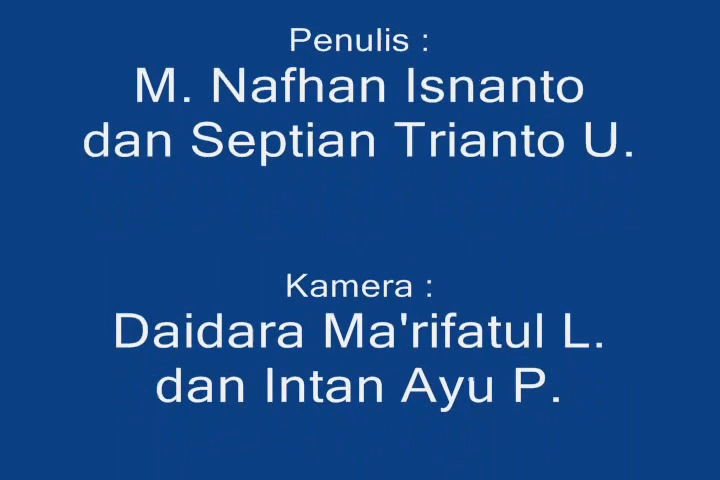 Penulis :
M. Nafhan Isnanto
dan Septian Trianto U.
Kamera :
Daidara Ma'rifatul L.
dan Intan Ayu P.